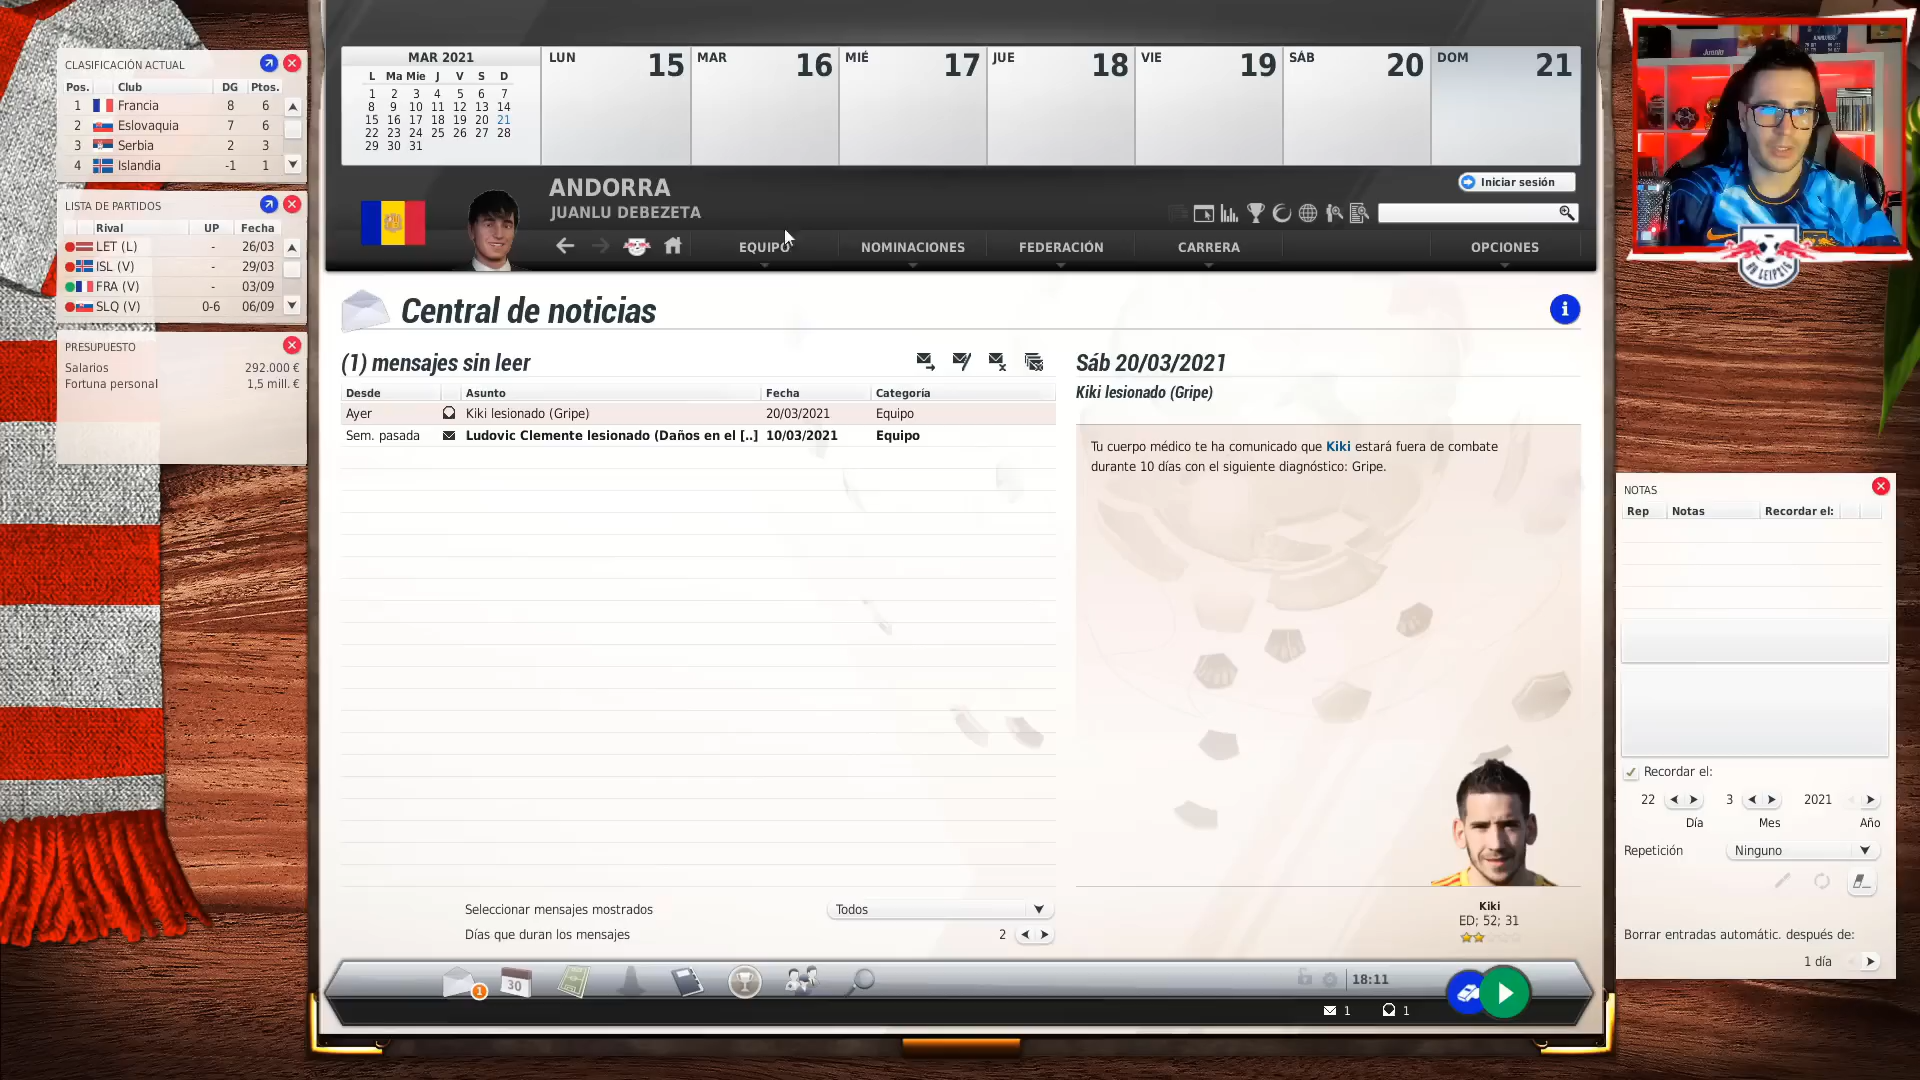 CLASIFICACIÓN ACTUAL
Pos. Club DG Ptos.
1 Francia 8 6
2 Eslovaquia 7 6
3 Serbia 2 3
4 Islandia -1 1
LISTA DE PARTIDOS
Rival UP Fecha
LET (L) - 26/03
ISL (V) - 29/03
FRA (V) - 03/09
SLQ (V) 0-6 06/09
PRESUPUESTO
Salarios 292.000 €
Fortuna personal 1,5 mill. €
MAR 2021
L Ma Mie J V S D
1 2 3 4 5 6 7
8 9 10 11 12 13 14
15 16 17 18 19 20 21
22 23 24 25 26 27 28
29 30 31
LUN 15 MAR 16 MIÉ 17 JUE 18 VIE 19 SÁB 20 DOM 21
ANDORRA
JUANLU DEBEZETA
Iniciar sesión
EQUIPO NOMINACIONES FEDERACIÓN CARRERA OPCIONES
Central de noticias
(1) mensajes sin leer
Desde Asunto Fecha Categoría
Ayer Kiki lesionado (Gripe) 20/03/2021 Equipo
Sem. pasada Ludovic Clemente lesionado (Daños en el [..] 10/03/2021 Equipo
Seleccionar mensajes mostrados Todos
Días que duran los mensajes 2
Sáb 20/03/2021
Kiki lesionado (Gripe)
Tu cuerpo médico te ha comunicado que Kiki estará fuera de combate
durante 10 días con el siguiente diagnóstico: Gripe.
Kiki
ED; 52; 31
30
1
18:11
1 1
RB LEIPZIG
NOTAS
Rep Notas Recordar el:
Recordar el:
22 3 2021
Día Mes Año
Repetición Ninguno
Borrar entradas automátic. después de:
1 día